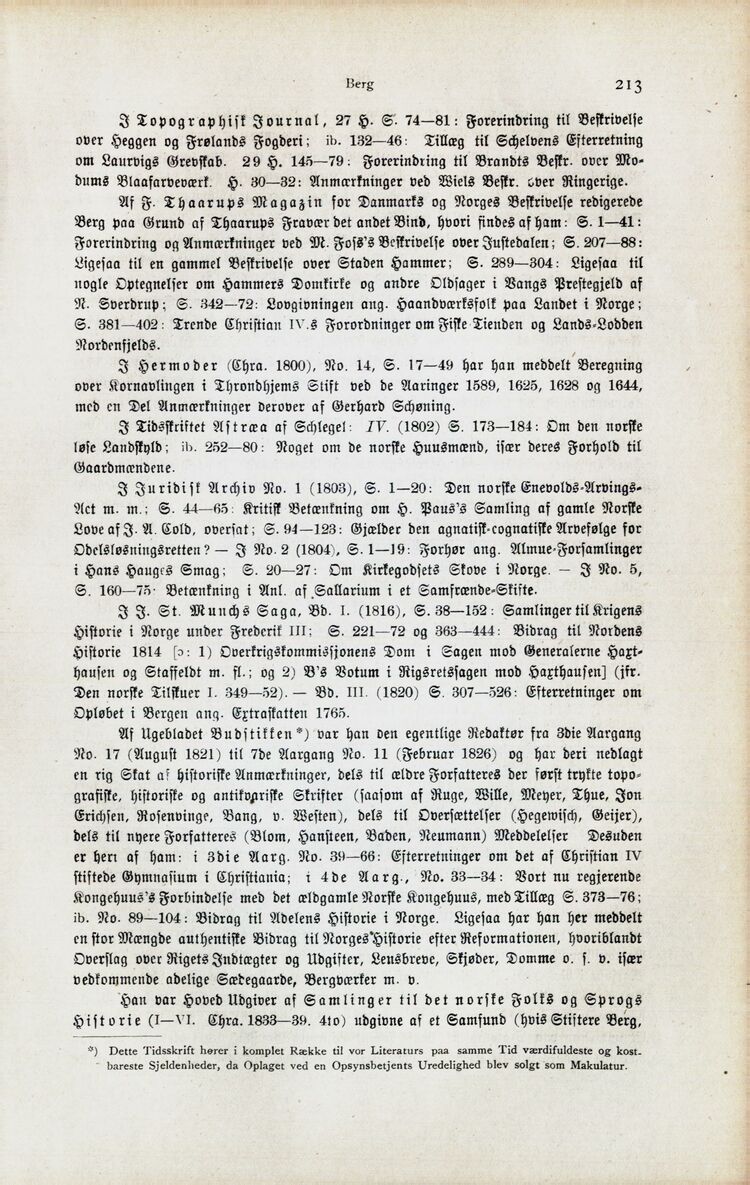 Berg 213
I Topographisk Journal, 27 H. S. 74—81: Forerindring til Beskrivelse
over Heggen og Frølands Fogderi; ib. 132—46: Tillæg til Schelvens Efterretning
om Laurvigs Grevskab. 29 H. 145—79: Forerindring til Brandts Beskr. over Mo-
dums Blaafarveværk. H. 30—32: Anmærkninger ved Wiels Beskr. over Ringerige.
Af F. Thaarups Magazin for Danmarks og Norges Beskrivelse redigerede
Berg paa Grund af Thaarups Fravær det andet Bind, hvori findes af ham: S. 1—41:
Forerindring og Anmærkninger ved M. Foss's Beskrivelse over Justedalen; S. 207—88:
Ligesaa til en gammel Beskrivelse over Staden Hammer; S. 289—304: Ligesaa til
nogle Optegnelser om Hammers Domkirke og andre Oldsager i Vangs Prestegjeld af
N. Sverdrup; S. 342—72: Lovgivningen ang. Haandværksfolk paa Landet i Norge;
S. 381—402: Trende Christian IV.s Forordninger om Fiske-Tienden og Lands-Lodden
Nordenfjelds.
I Hermoder (Chra. 1800), No. 14, S. 17—49 har han meddelt Beregning
over Kornavlingen i Throndhjems Stift ved de Aaringer 1589, 1625, 1628 og 1644,
med en Del Anmærkninger derover af Gerhard Schøning.
I Tidsskriftet Astræa af Schlegel: IV. (1802) S. 173—184: Om den norske
løse Landskyld; ib. 252—80: Noget om de norske Huusmænd, især deres Forhold til
Gaardmændene.
I Juridisk Archiv No. 1 (1803), S. 1—20: Den norske Enevolds-Arvings-
Act m. m.; S. 44—65: Kritisk Betænkning om H. Paus's Samling af gamle Norske
Love af J. A. Cold, oversat; S. 94—123: Gjælder den agnatisk-cognatiske Arvefølge for
Odelsløsningsretten? — I No. 2 (1804), S. 1—19: Forhør ang. Almue-Forsamlinger
i Hans Hauges Smag; S. 20—27: Om Kirkegodsets Skove i Norge. — I No. 5,
S. 160—75: Betænkning i Anl. af Sallarium i et Samfrænde-Skifte.
I J. St. Munchs Saga, Bd. I. (1816), S. 38—152: Samlinger til Krigens
Historie i Norge under Frederik III; S. 221—72 og 363—444: Bidrag til Nordens
Historie 1814 [ɔ: 1) Overkrigskommissjonens Dom i Sagen mod Generalerne Haxt-
hausen og Staffeldt m. fl.; og 2) B's Votum i Rigsretssagen mod Haxthausen] (jfr.
Den norske Tilskuer I. 349—52). — Bd. III. (1820) S. 307—526: Efterretninger om
Opløbet i Bergen ang. Extraskatten 1765.
Af Ugebladet Budstikken*) var han den egentlige Redaktør fra 3die Aargang
No. 17 (August 1821) til 7de Aargang No. 11 (Februar 1826) og har deri nedlagt
en rig Skat af historiske Anmærkninger, dels til ældre Forfatteres der først trykte topo-
grafiske, historiske og antikvariske Skrifter (saasom af Ruge, Wille, Meyer, Thue, Jon
Erichsen, Rosenvinge, Bang, v. Westen), dels til Oversættelser (Hegewisch, Geijer),
dels til nyere Forfatteres (Blom, Hansteen, Baden, Neumann) Meddelelser Desuden
er heri af ham: i 3die Aarg. No. 39—66: Efterretninger om det af Christian IV
stiftede Gymnasium i Christiania; i 4de Aarg., No. 33—34: Vort nu regjerende
Kongehuus's Forbindelse med det ældgamle Norske Kongehuus, med Tillæg S. 373—76;
ib. No. 89—104: Bidrag til Adelens Historie i Norge. Ligesaa har han her meddelt
en stor Mængde authentiske Bidrag til Norges Historie efter Reformationen, hvoriblandt
Overslag over Rigets Indtægter og Udgifter, Lensbreve, Skjøder, Domme o. s. v. især
vedkommende adelige Sædegaarde, Bergværker m. v.
Han var Hoved-Udgiver af Samlinger til det norske Folks og Sprogs
Historie (I—VI. Chra. 1833—39. 4to) udgivne af et Samfund (hvis Stiftere Berg,
*) Dette Tidsskrift hører i komplet Række til vor Literaturs paa samme Tid værdifuldeste og kost-
bareste Sjeldenheder, da Oplaget ved en Opsynsbetjents Uredelighed blev solgt som Makulatur.